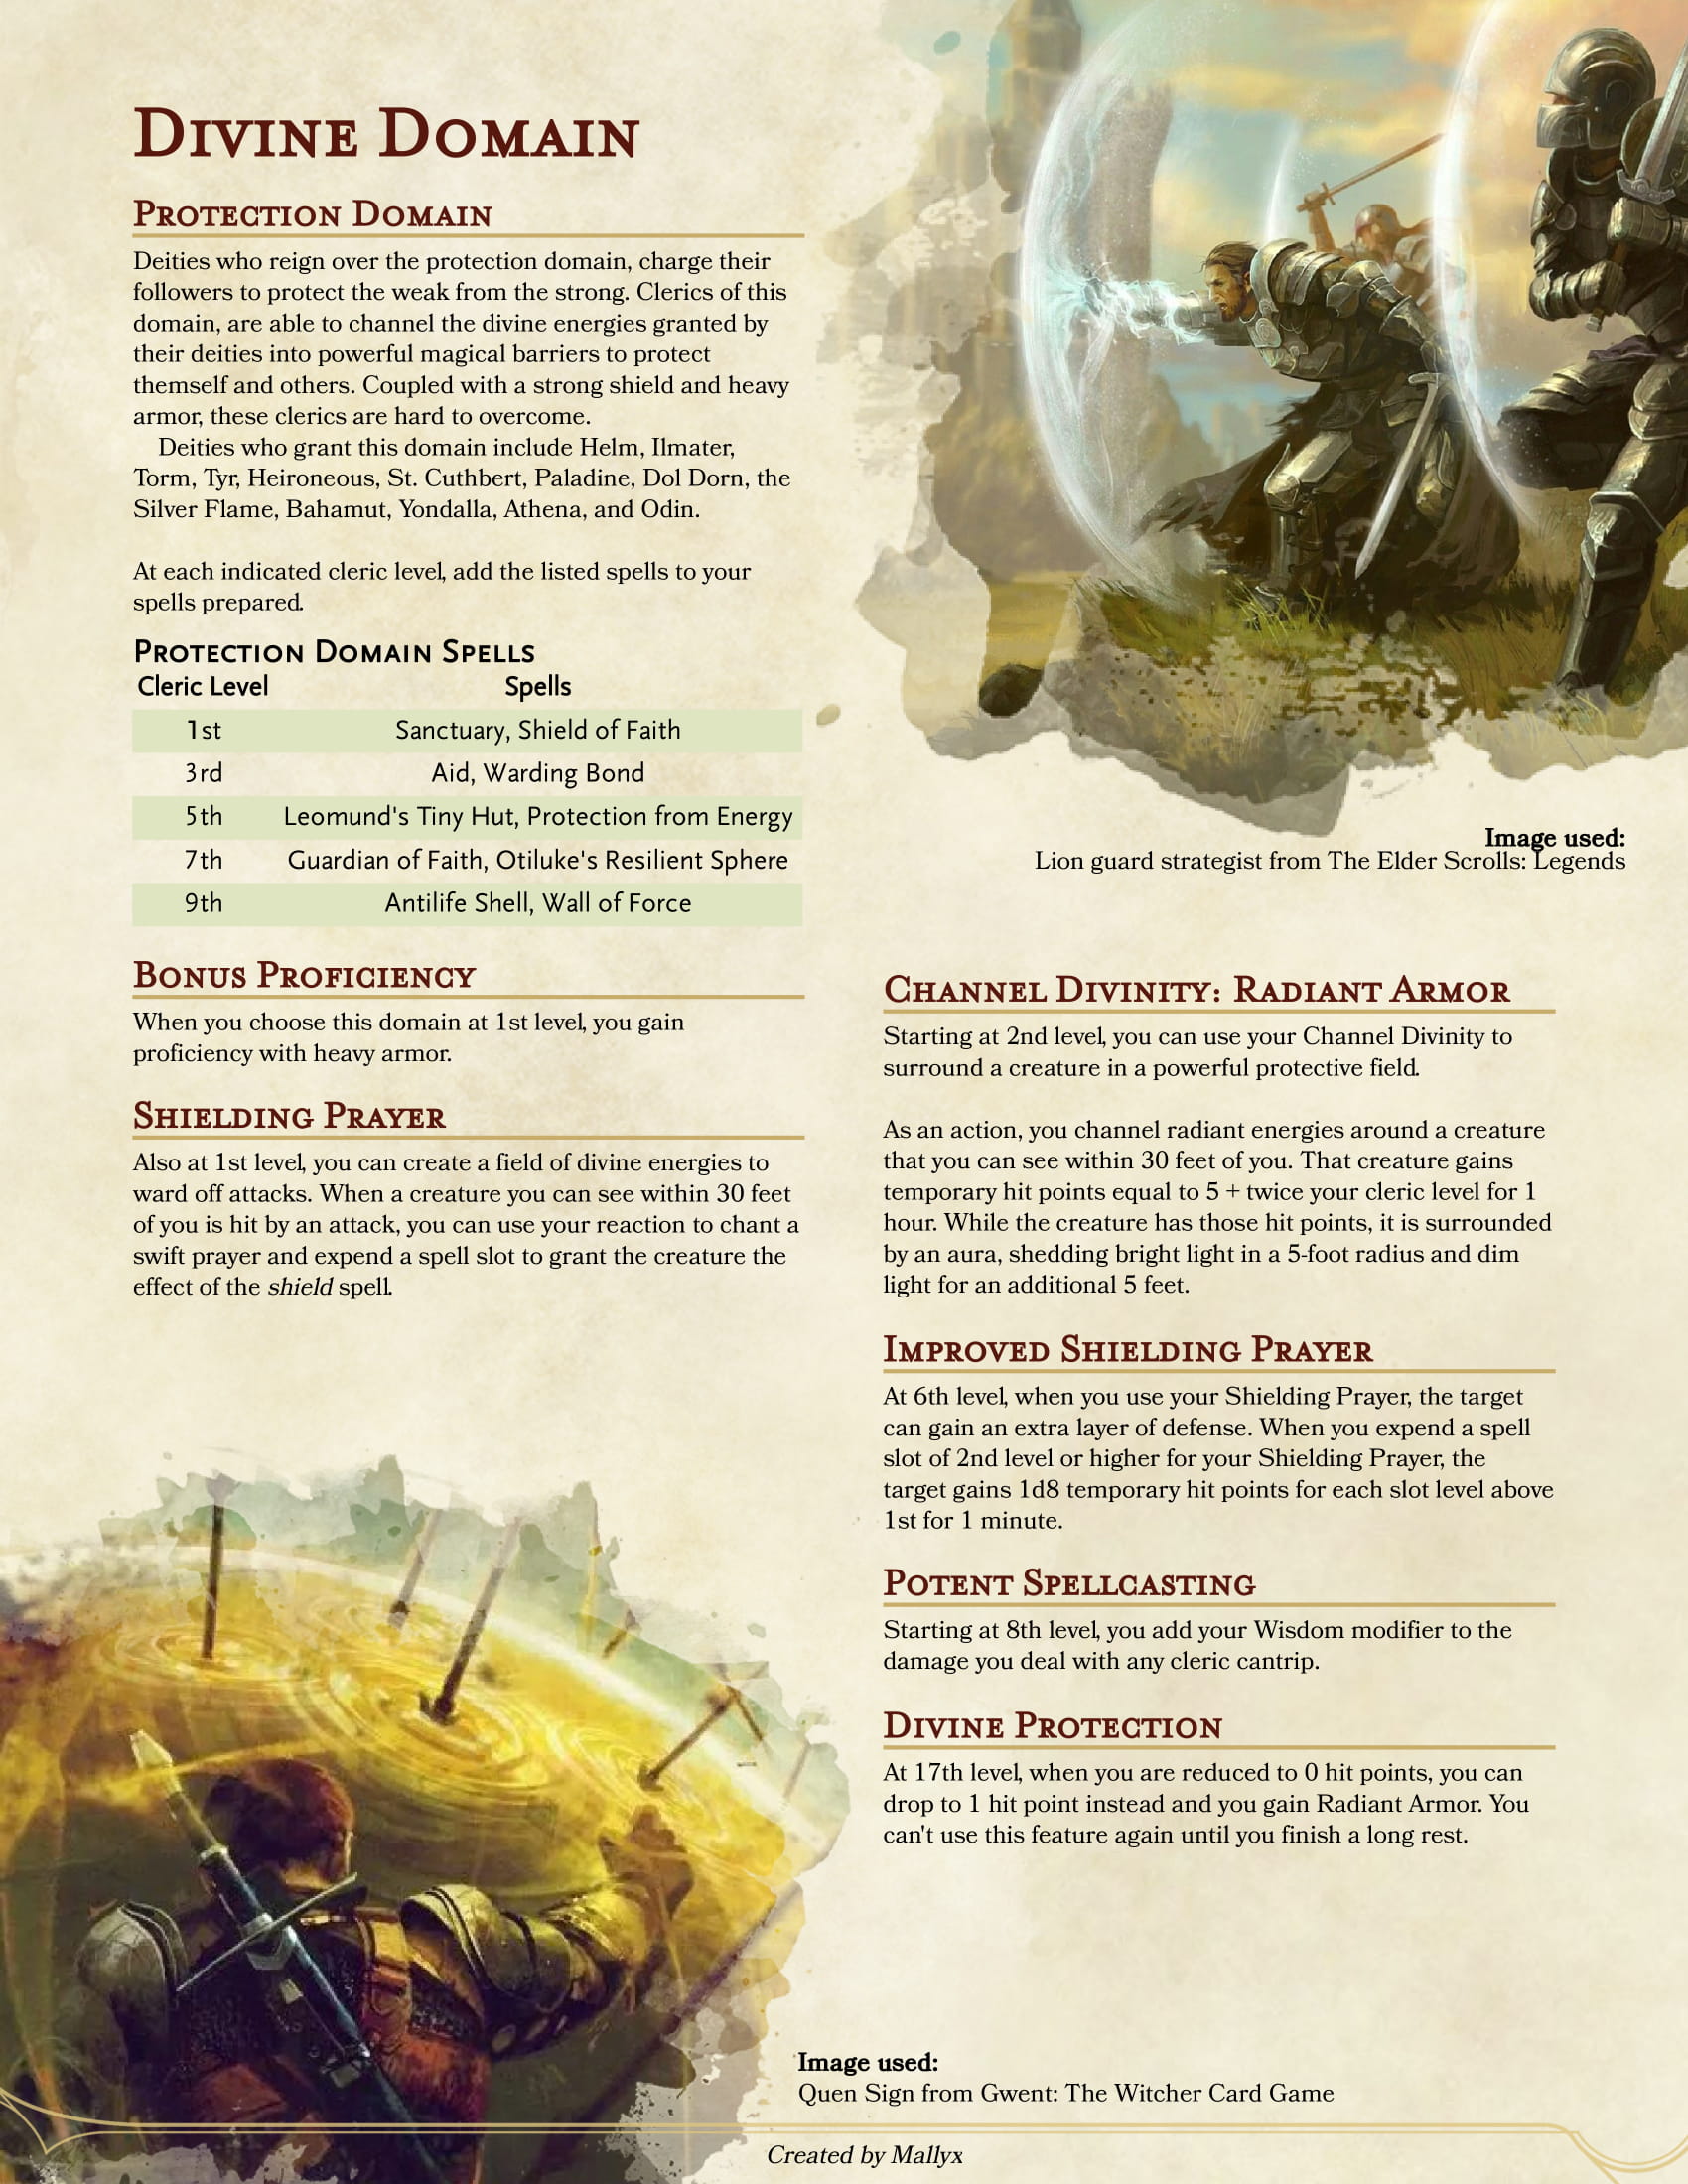 Divine Domain
Protection Domain
Deities who reign over the protection domain, charge their
followers to protect the weak from the strong. Clerics of this
domain, are able to channel the divine energies granted by
their deities into powerful magical barriers to protect
themself and others. Coupled with a strong shield and heavy
armor, these clerics are hard to overcome.
Deities who grant this domain include Helm, Ilmater,
Torm, Tyr, Heironeous, St. Cuthbert, Paladine, Dol Dorn, the
Silver Flame, Bahamut, Yondalla, Athena, and Odin.
At each indicated cleric level, add the listed spells to your
spells prepared.
Protection Domain Spells
Cleric Level Spells
1st Sanctuary, Shield of Faith
3rd Aid, Warding Bond
5th Leomund's Tiny Hut, Protection from Energy
7th Guardian of Faith, Otiluke's Resilient Sphere
9th Antilife Shell, Wall of Force
Bonus Proficiency
When you choose this domain at 1st level, you gain
proficiency with heavy armor.
Shielding Prayer
Also at 1st level, you can create a field of divine energies to
ward off attacks. When a creature you can see within 30 feet
of you is hit by an attack, you can use your reaction to chant a
swift prayer and expend a spell slot to grant the creature the
effect of the shield spell.
Image used:
Lion guard strategist from The Elder Scrolls: Legends
Channel Divinity: Radiant Armor
Starting at 2nd level, you can use your Channel Divinity to
surround a creature in a powerful protective field.
As an action, you channel radiant energies around a creature
that you can see within 30 feet of you. That creature gains
temporary hit points equal to 5 + twice your cleric level for 1
hour. While the creature has those hit points, it is surrounded
by an aura, shedding bright light in a 5-foot radius and dim
light for an additional 5 feet.
Improved Shielding Prayer
At 6th level, when you use your Shielding Prayer, the target
can gain an extra layer of defense. When you expend a spell
slot of 2nd level or higher for your Shielding Prayer, the
target gains 1d8 temporary hit points for each slot level above
1st for 1 minute.
Potent Spellcasting
Starting at 8th level, you add your Wisdom modifier to the
damage you deal with any cleric cantrip.
Divine Protection
At 17th level, when you are reduced to 0 hit points, you can
drop to 1 hit point instead and you gain Radiant Armor. You
can't use this feature again until you finish a long rest.
Image used:
Quen Sign from Gwent: The Witcher Card Game
Created by Mallyx